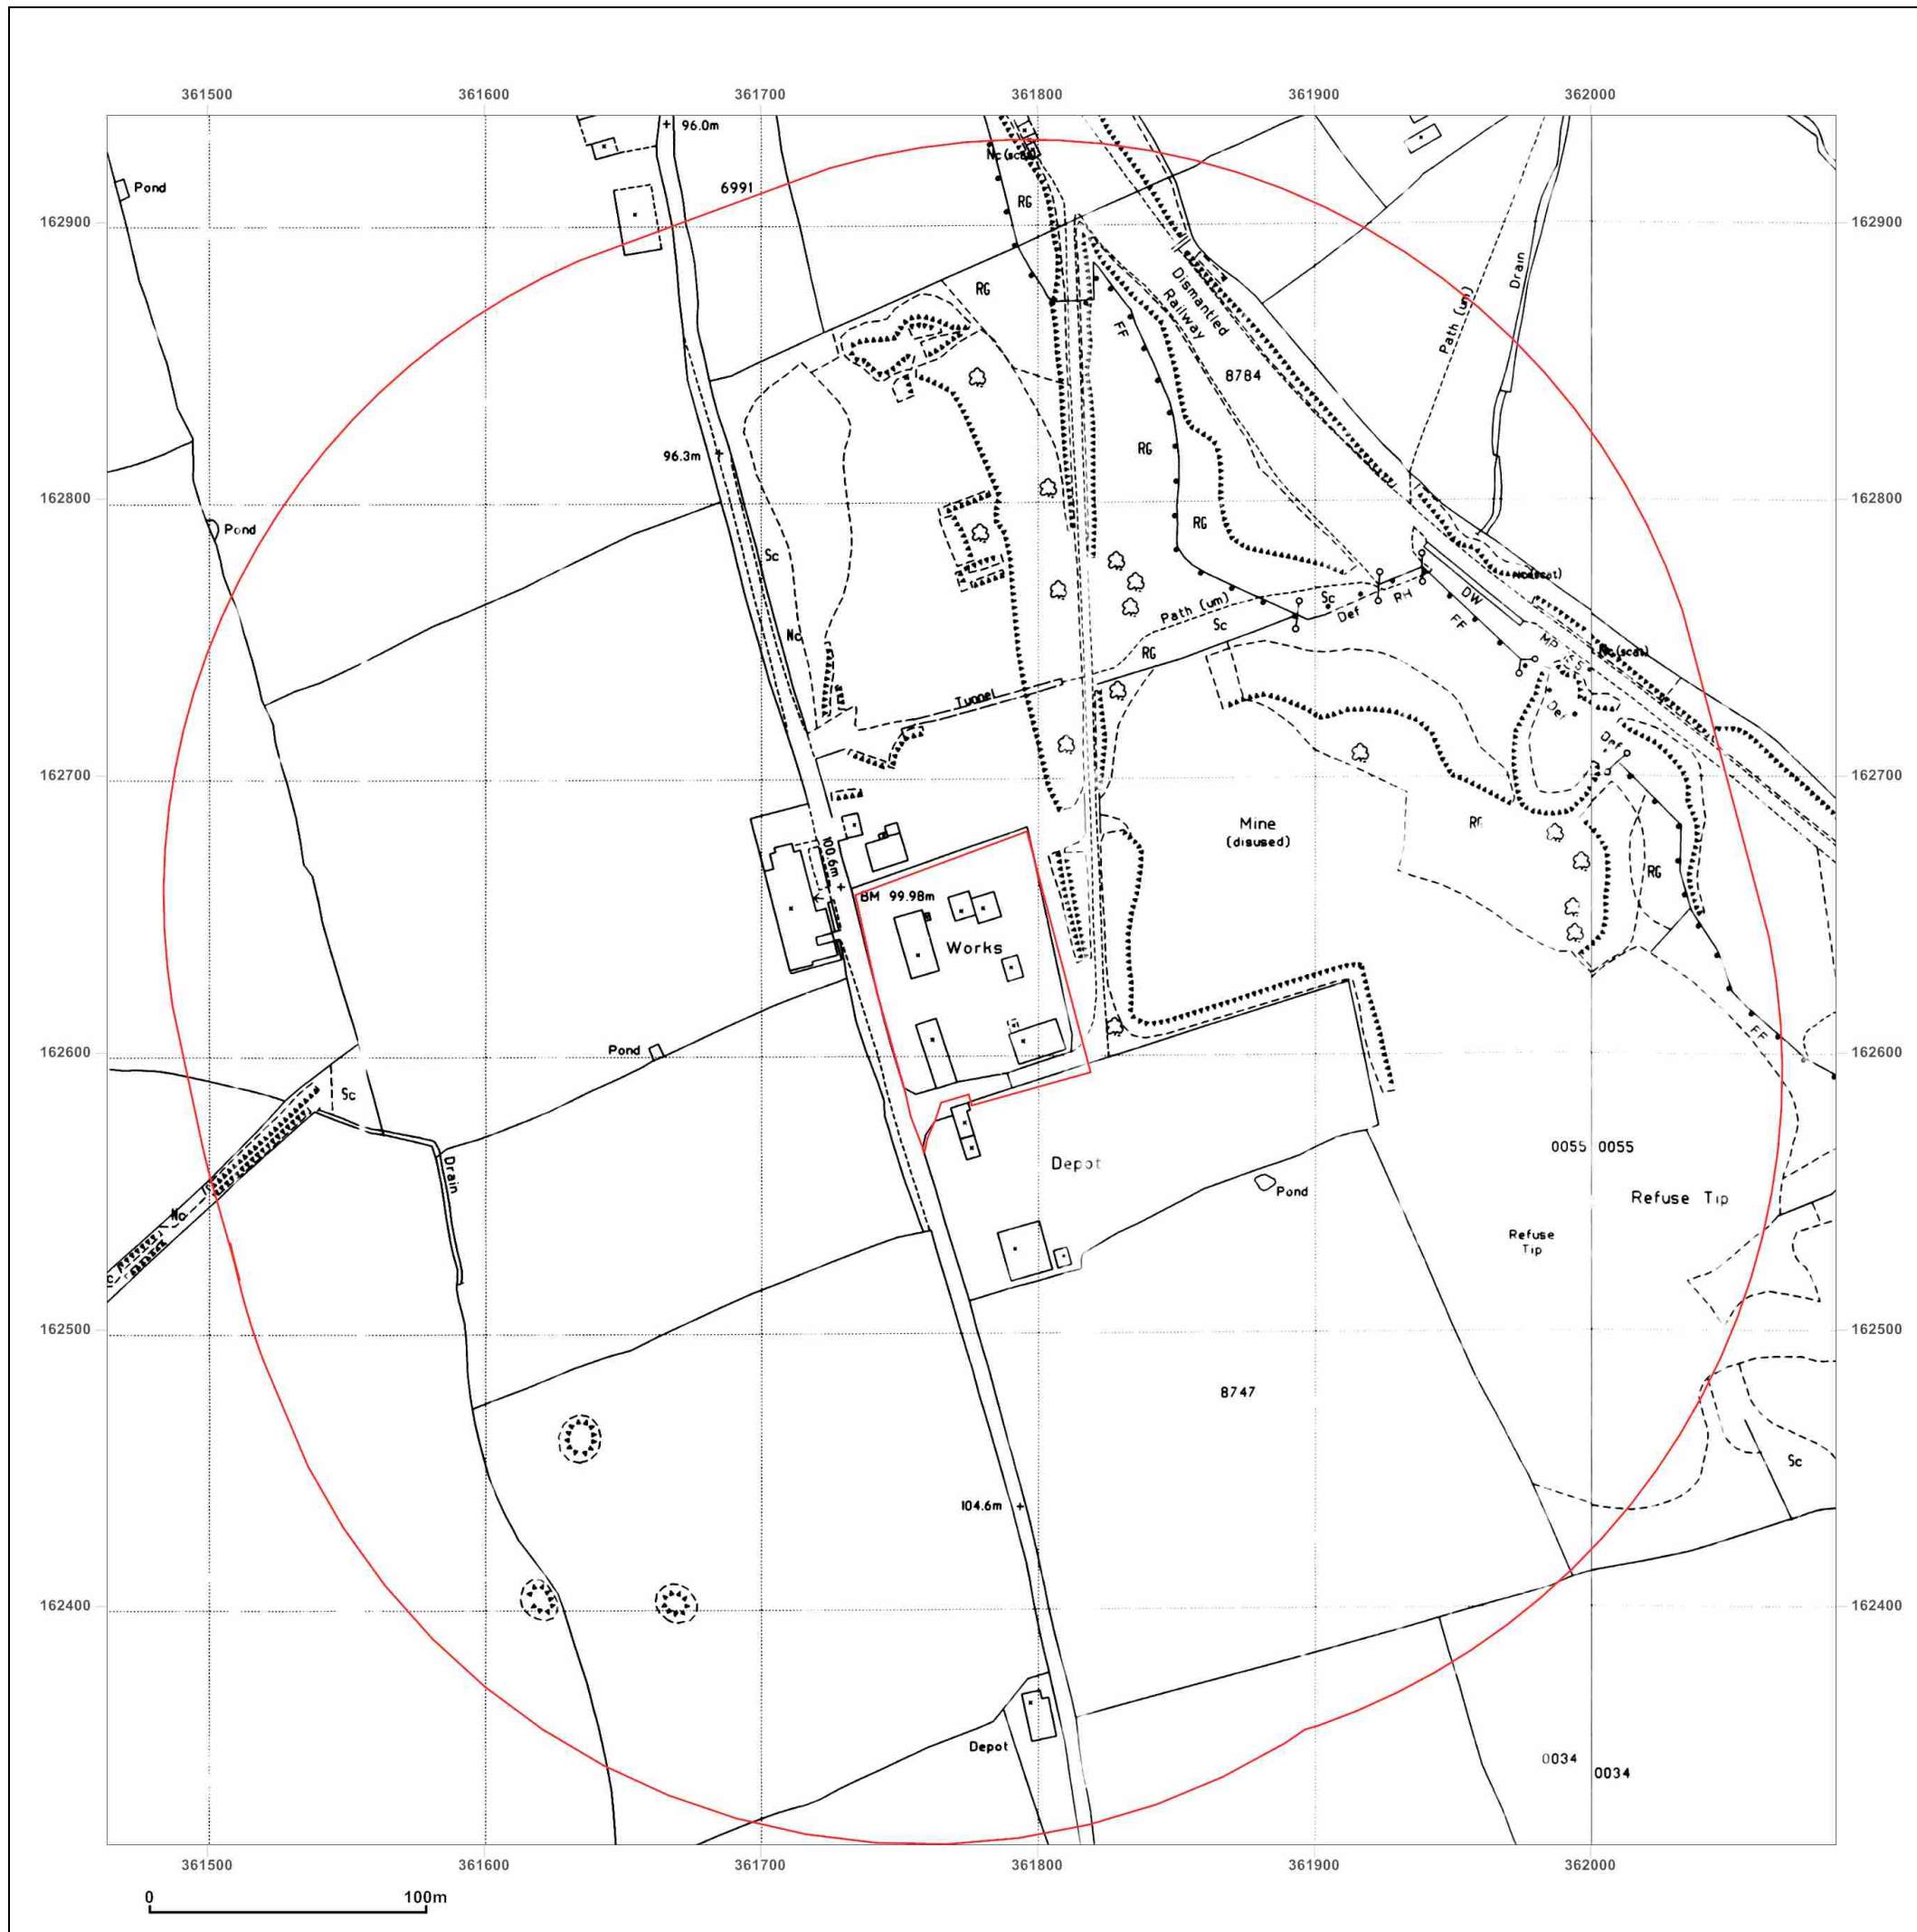 361500 361600 361700 361800 361900 362000
96.0m
Nc (scat)
6991
Pond
RG
162900 162900
Drain
Dismantled
Railway
RG
Path (um)
FF
8784
96.3m
RG
162800 162800
Pond
RG
Sc
Sc
DW
RH
Path (um)
Def
Sc
FF
Nc
RG
MP
Nc (scat)
Tunnel
Def
Def
162700 162700
Mine
(disused)
RG
100.6m
RG
BM 99.98m
Works
Pond
162600 162600
FF
Sc
0055 0055
Depot
Drain
Pond
Refuse Tip
Nc
Refuse
Tip
162500 162500
8747
Sc
104.6m
162400 162400
Depot
0034
0034
361500 361600 361700 361800 361900 362000
0 100m